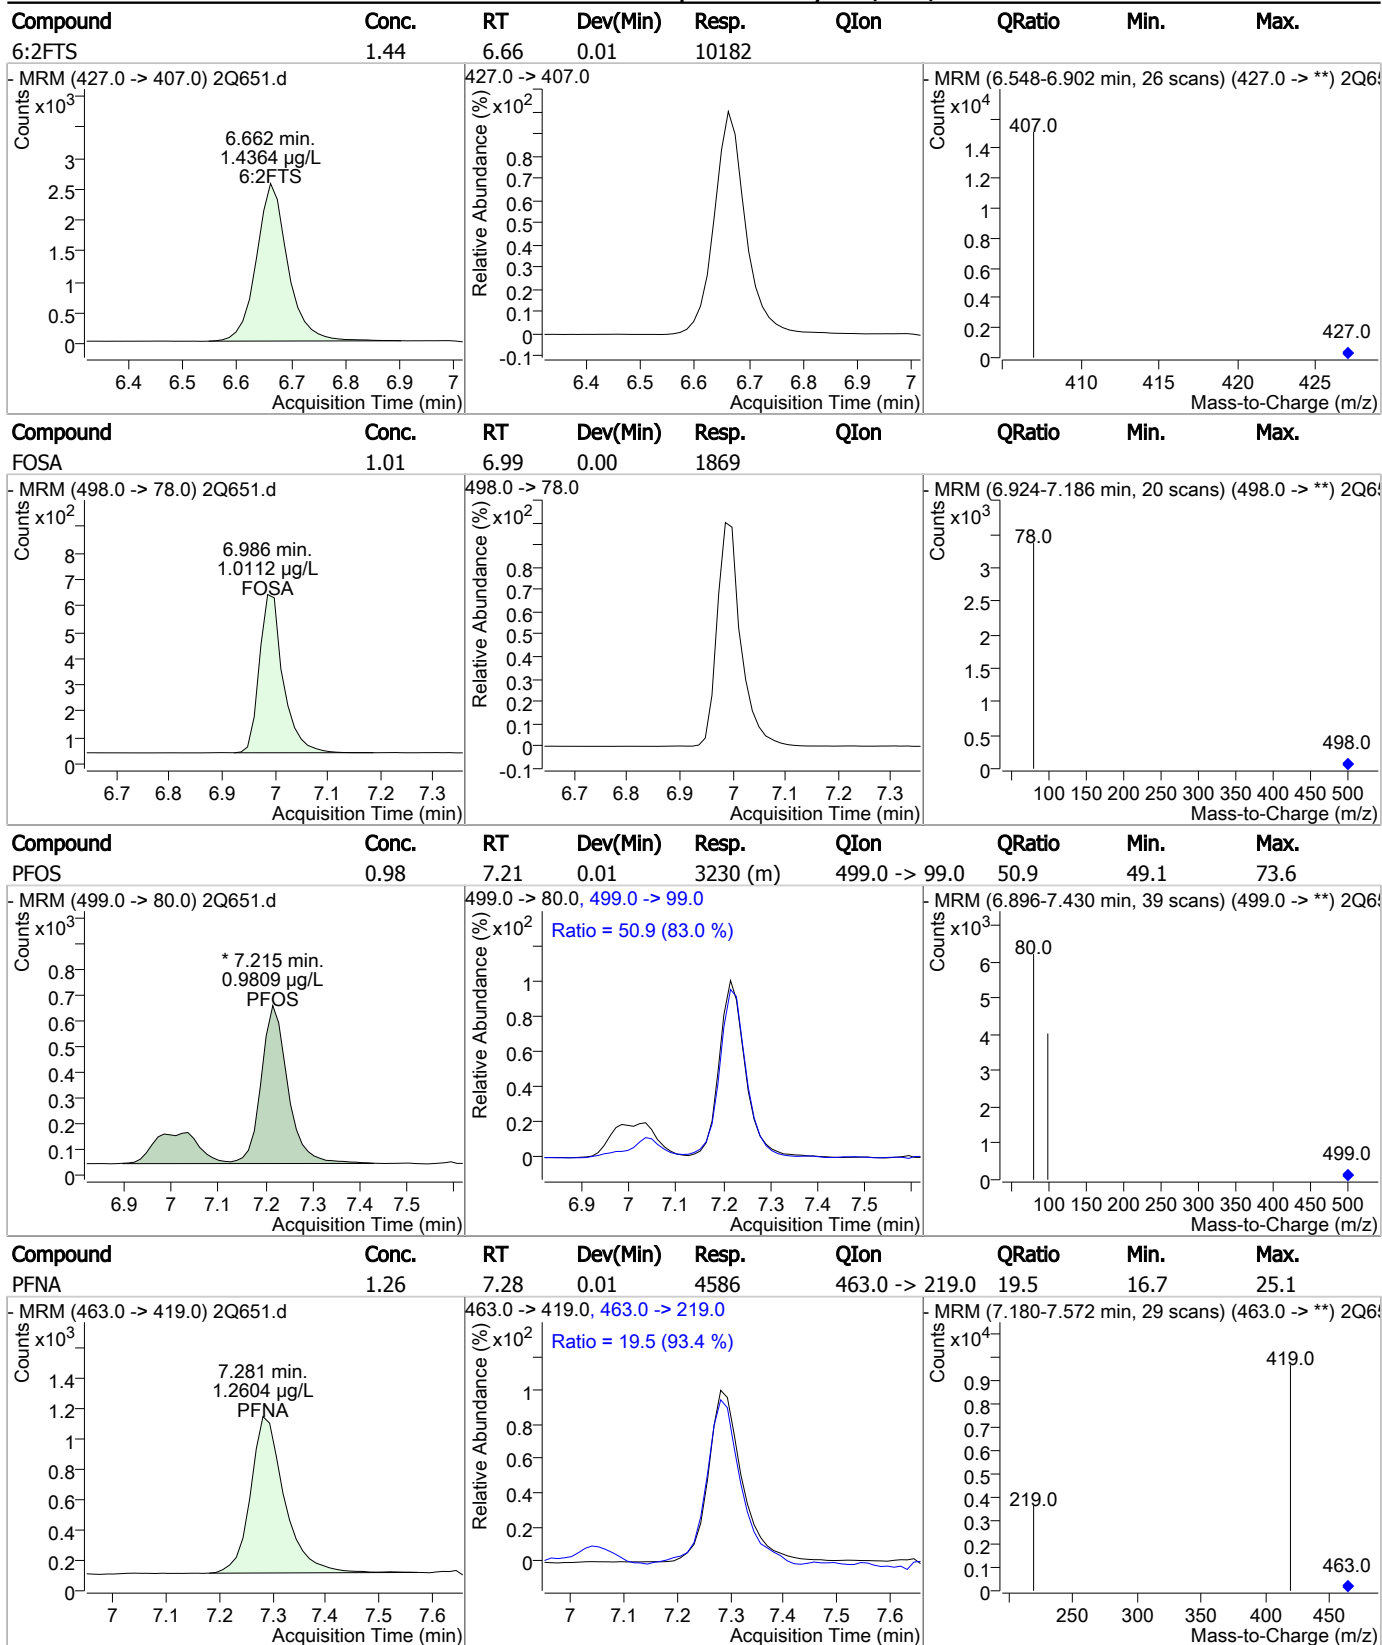 Compound Conc. RT Dev(Min) Resp. QIon QRatio Min. Max.
6:2FTS 1.44 6.66 0.01 10182
- MRM (427.0 -> 407.0) 2Q651.d
Counts
x10³
6.662 min.
1.4364 µg/L
6:2FTS
3
2.5
2
1.5
1
0.5
0
6.4 6.5 6.6 6.7 6.8 6.9 7
Acquisition Time (min)
427.0 -> 407.0
Relative Abundance (%)
x10²
0.8
0.7
0.6
0.5
0.4
0.3
0.2
0.1
0
-0.1
6.4 6.5 6.6 6.7 6.8 6.9 7
Acquisition Time (min)
- MRM (6.548-6.902 min, 26 scans) (427.0 -> **) 2Q65
Counts
x10⁴
407.0
1.4
1.2
1
0.8
0.6
0.4
0.2
0
427.0
410 415 420 425
Mass-to-Charge (m/z)
Compound Conc. RT Dev(Min) Resp. QIon QRatio Min. Max.
FOSA 1.01 6.99 0.00 1869
- MRM (498.0 -> 78.0) 2Q651.d
Counts
x10²
6.986 min.
1.0112 µg/L
FOSA
8
7
6
5
4
3
2
1
0
6.7 6.8 6.9 7 7.1 7.2 7.3
Acquisition Time (min)
498.0 -> 78.0
Relative Abundance (%)
x10²
0.8
0.7
0.6
0.5
0.4
0.3
0.2
0.1
0
-0.1
6.7 6.8 6.9 7 7.1 7.2 7.3
Acquisition Time (min)
- MRM (6.924-7.186 min, 20 scans) (498.0 -> **) 2Q65
Counts
x10³
78.0
3
2.5
2
1.5
1
0.5
0
498.0
100 150 200 250 300 350 400 450 500
Mass-to-Charge (m/z)
Compound Conc. RT Dev(Min) Resp. QIon QRatio Min. Max.
PFOS 0.98 7.21 0.01 3230 (m) 499.0 -> 99.0 50.9 49.1 73.6
- MRM (499.0 -> 80.0) 2Q651.d
Counts
x10³
* 7.215 min.
0.9809 µg/L
PFOS
0.8
0.7
0.6
0.5
0.4
0.3
0.2
0.1
0
6.9 7 7.1 7.2 7.3 7.4 7.5
Acquisition Time (min)
499.0 -> 80.0, 499.0 -> 99.0
Relative Abundance (%)
x10²
Ratio = 50.9 (83.0 %)
1
0.8
0.6
0.4
0.2
0
6.9 7 7.1 7.2 7.3 7.4 7.5
Acquisition Time (min)
- MRM (6.896-7.430 min, 39 scans) (499.0 -> **) 2Q65
Counts
x10³
80.0
6
5
4
3
2
1
0
499.0
100 150 200 250 300 350 400 450 500
Mass-to-Charge (m/z)
Compound Conc. RT Dev(Min) Resp. QIon QRatio Min. Max.
PFNA 1.26 7.28 0.01 4586 463.0 -> 219.0 19.5 16.7 25.1
- MRM (463.0 -> 419.0) 2Q651.d
Counts
x10³
7.281 min.
1.2604 µg/L
PFNA
1.4
1.2
1
0.8
0.6
0.4
0.2
0
7 7.1 7.2 7.3 7.4 7.5 7.6
Acquisition Time (min)
463.0 -> 419.0, 463.0 -> 219.0
Relative Abundance (%)
x10²
Ratio = 19.5 (93.4 %)
1
0.8
0.6
0.4
0.2
0
7 7.1 7.2 7.3 7.4 7.5 7.6
Acquisition Time (min)
- MRM (7.180-7.572 min, 29 scans) (463.0 -> **) 2Q65
Counts
x10⁴
419.0
0.9
0.8
0.7
0.6
0.5
0.4
0.3
0.2
0.1
0
219.0
463.0
250 300 350 400 450
Mass-to-Charge (m/z)